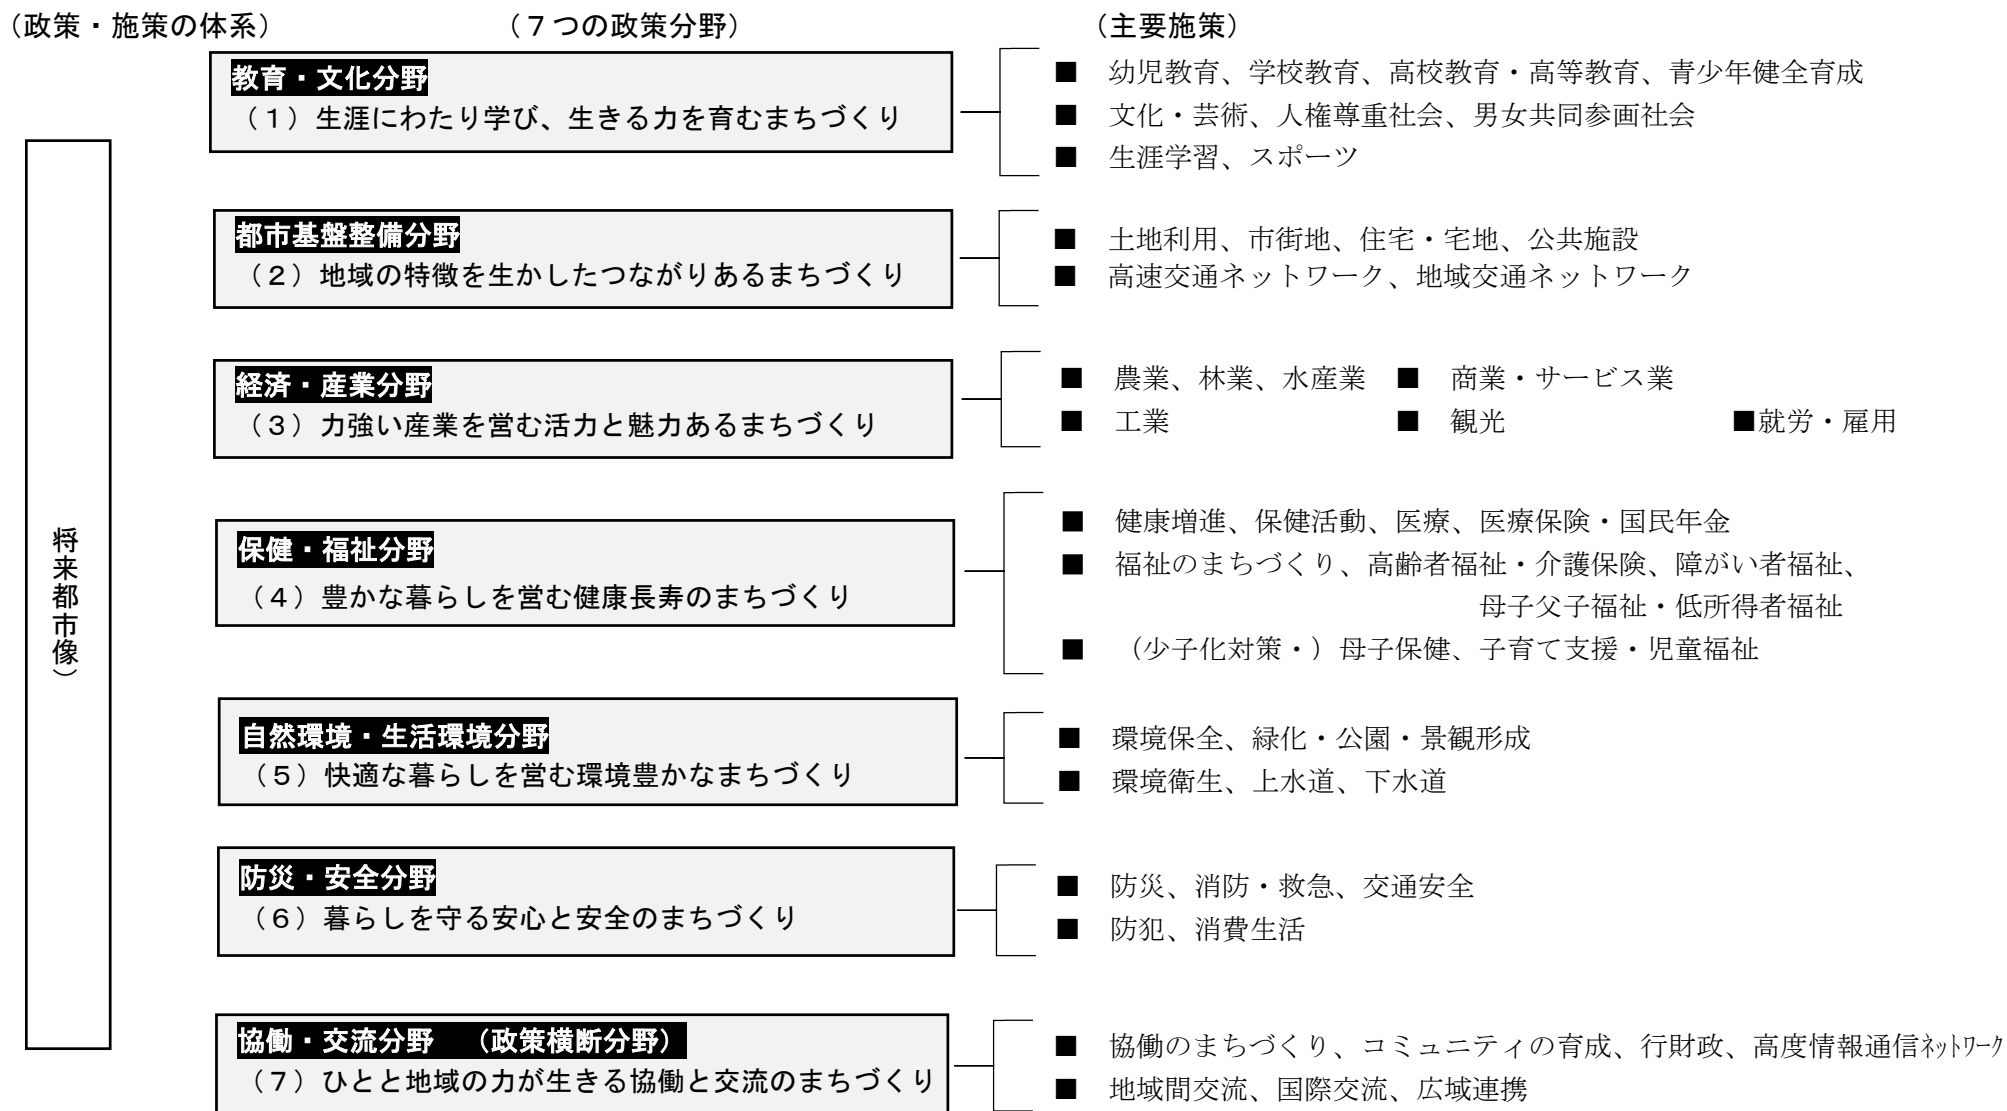 （政策・施策の体系）　（７つの政策分野）　（主要施策）
将来都市像）
教育・文化分野
（１）生涯にわたり学び、生きる力を育むまちづくり
■　幼児教育、学校教育、高校教育・高等教育、青少年健全育成
■　文化・芸術、人権尊重社会、男女共同参画社会
■　生涯学習、スポーツ
都市基盤整備分野
（２）地域の特徴を生かしたつながりあるまちづくり
■　土地利用、市街地、住宅・宅地、公共施設
■　高速交通ネットワーク、地域交通ネットワーク
経済・産業分野
（３）力強い産業を営む活力と魅力あるまちづくり
■　農業、林業、水産業　■　商業・サービス業
■　工業　■　観光　■就労・雇用
保健・福祉分野
（４）豊かな暮らしを営む健康長寿のまちづくり
■　健康増進、保健活動、医療、医療保険・国民年金
■　福祉のまちづくり、高齢者福祉・介護保険、障がい者福祉、
母子父子福祉・低所得者福祉
■　（少子化対策・）母子保健、子育て支援・児童福祉
自然環境・生活環境分野
（５）快適な暮らしを営む環境豊かなまちづくり
■　環境保全、緑化・公園・景観形成
■　環境衛生、上水道、下水道
防災・安全分野
（６）暮らしを守る安心と安全のまちづくり
■　防災、消防・救急、交通安全
■　防犯、消費生活
協働・交流分野　（政策横断分野）
（７）ひとと地域の力が生きる協働と交流のまちづくり
■　協働のまちづくり、コミュニティの育成、行財政、高度情報通信ﾈｯﾄﾜｰｸ
■　地域間交流、国際交流、広域連携